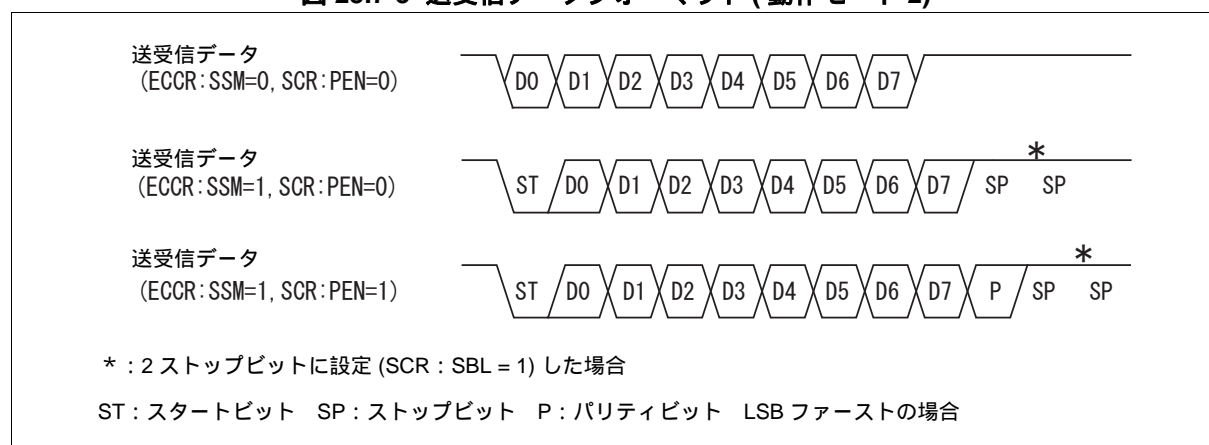 送受信データ
(ECCR:SSM=0, SCR:PEN=0)
D0 D1 D2 D3 D4 D5 D6 D7
送受信データ
(ECCR:SSM=1, SCR:PEN=0)
*
ST D0 D1 D2 D3 D4 D5 D6 D7 SP SP
送受信データ
(ECCR:SSM=1, SCR:PEN=1)
*
ST D0 D1 D2 D3 D4 D5 D6 D7 P SP SP
*:2 ストップビットに設定 (SCR:SBL = 1) した場合
ST:スタートビット SP:ストップビット P:パリティビット LSB ファーストの場合